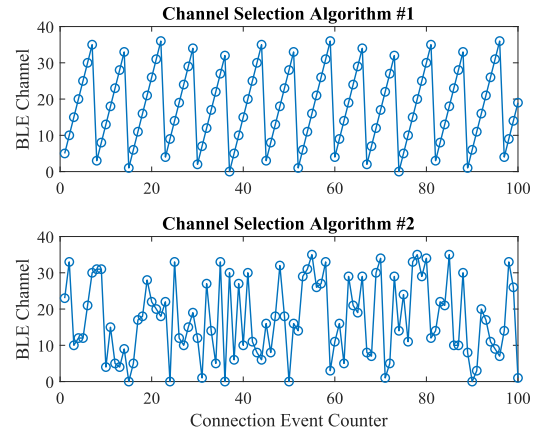 Channel Selection Algorithm #1
40
30
20
10
0
BLE Channel
0 20 40 60 80 100
Channel Selection Algorithm #2
40
30
20
10
0
BLE Channel
0 20 40 60 80 100
Connection Event Counter